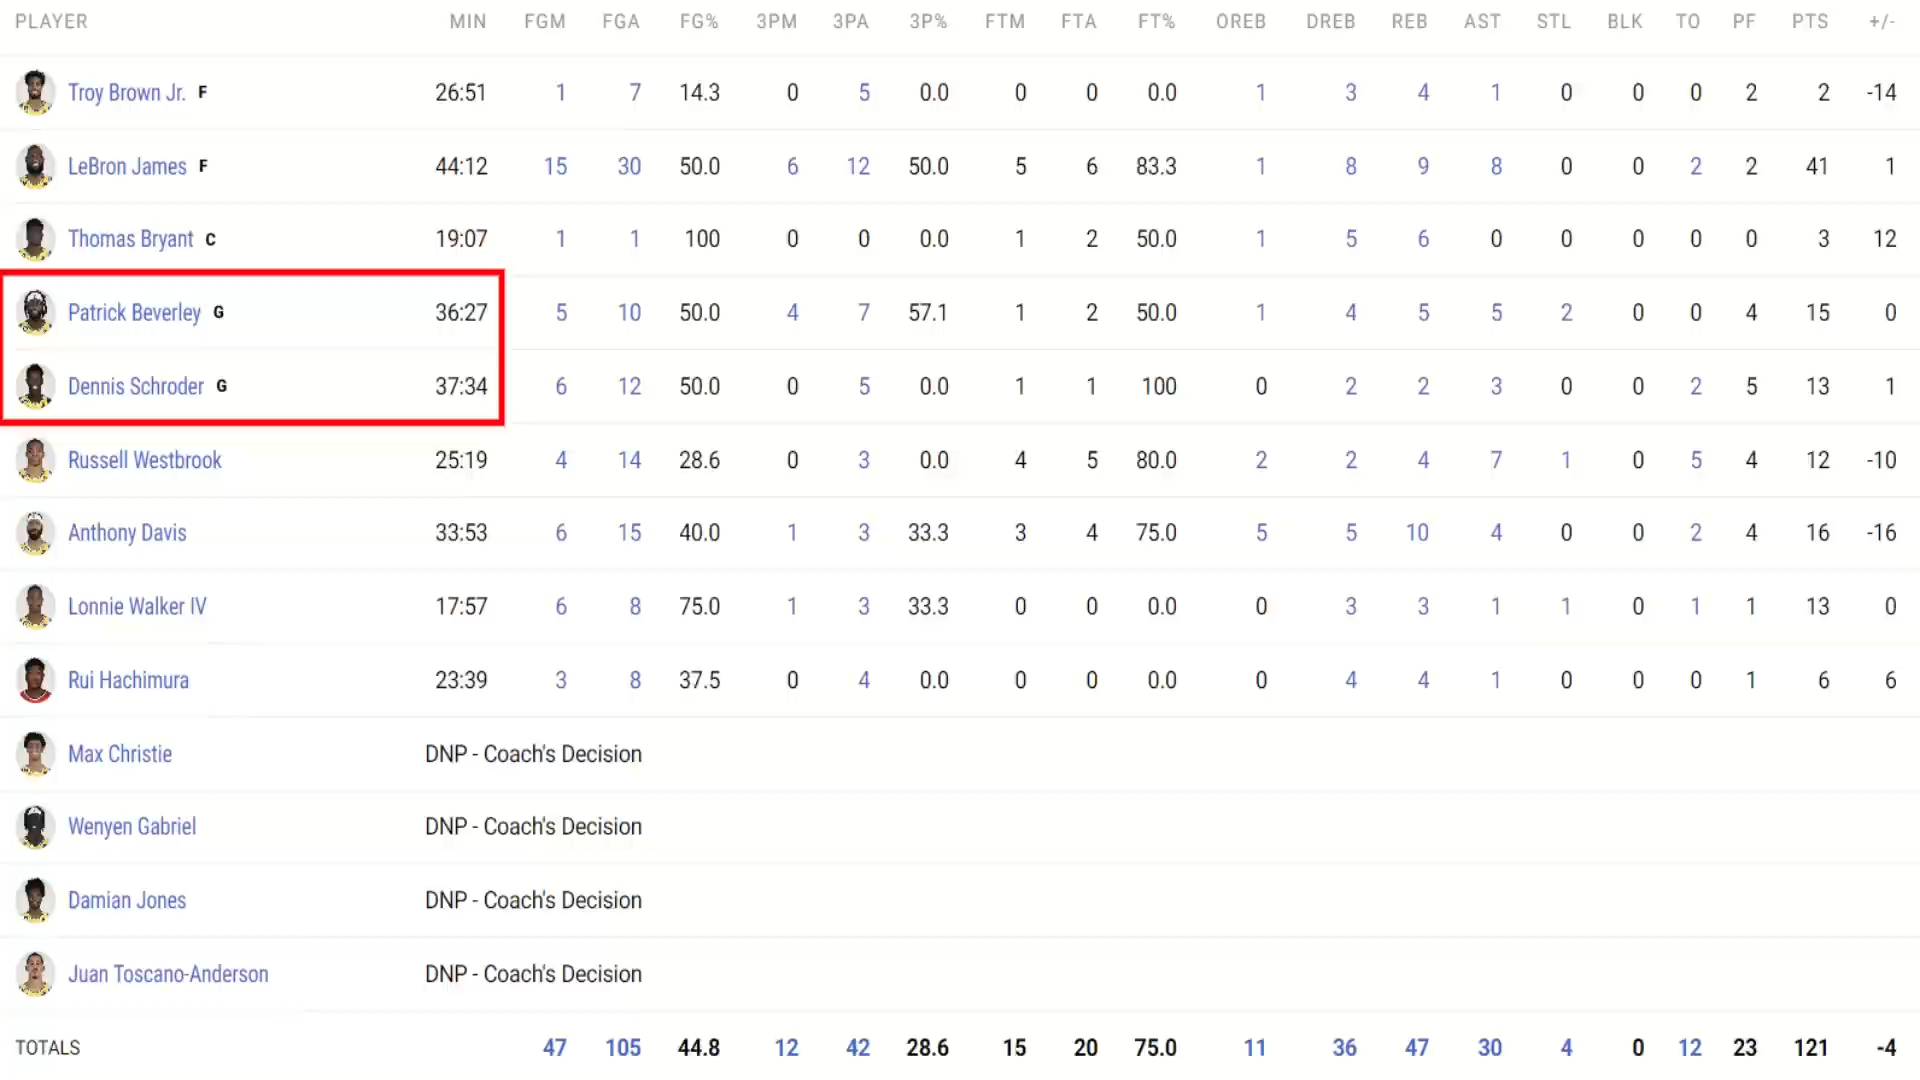 PLAYER MIN FGM FGA FG% 3PM 3PA 3P% FTM FTA FT% OREB DREB REB AST STL BLK TO PF PTS +/-
Troy Brown Jr. F 26:51 1 7 14.3 0 5 0.0 0 0 0.0 1 3 4 1 0 0 0 2 2 -14
LeBron James F 44:12 15 30 50.0 6 12 50.0 5 6 83.3 1 8 9 8 0 0 2 2 41 1
Thomas Bryant C 19:07 1 1 100 0 0 0.0 1 2 50.0 1 5 6 0 0 0 0 0 3 12
Patrick Beverley G 36:27 5 10 50.0 4 7 57.1 1 2 50.0 1 4 5 5 2 0 0 4 15 0
Dennis Schroder G 37:34 6 12 50.0 0 5 0.0 1 1 100 0 2 2 3 0 0 2 5 13 1
Russell Westbrook 25:19 4 14 28.6 0 3 0.0 4 5 80.0 2 2 4 7 1 0 5 4 12 -10
Anthony Davis 33:53 6 15 40.0 1 3 33.3 3 4 75.0 5 5 10 4 0 0 2 4 16 -16
Lonnie Walker IV 17:57 6 8 75.0 1 3 33.3 0 0 0.0 0 3 3 1 1 0 1 1 13 0
Rui Hachimura 23:39 3 8 37.5 0 4 0.0 0 0 0.0 0 4 4 1 0 0 0 1 6 6
Max Christie DNP - Coach's Decision
Wenyen Gabriel DNP - Coach's Decision
Damian Jones DNP - Coach's Decision
Juan Toscano-Anderson DNP - Coach's Decision
TOTALS 47 105 44.8 12 42 28.6 15 20 75.0 11 36 47 30 4 0 12 23 121 -4